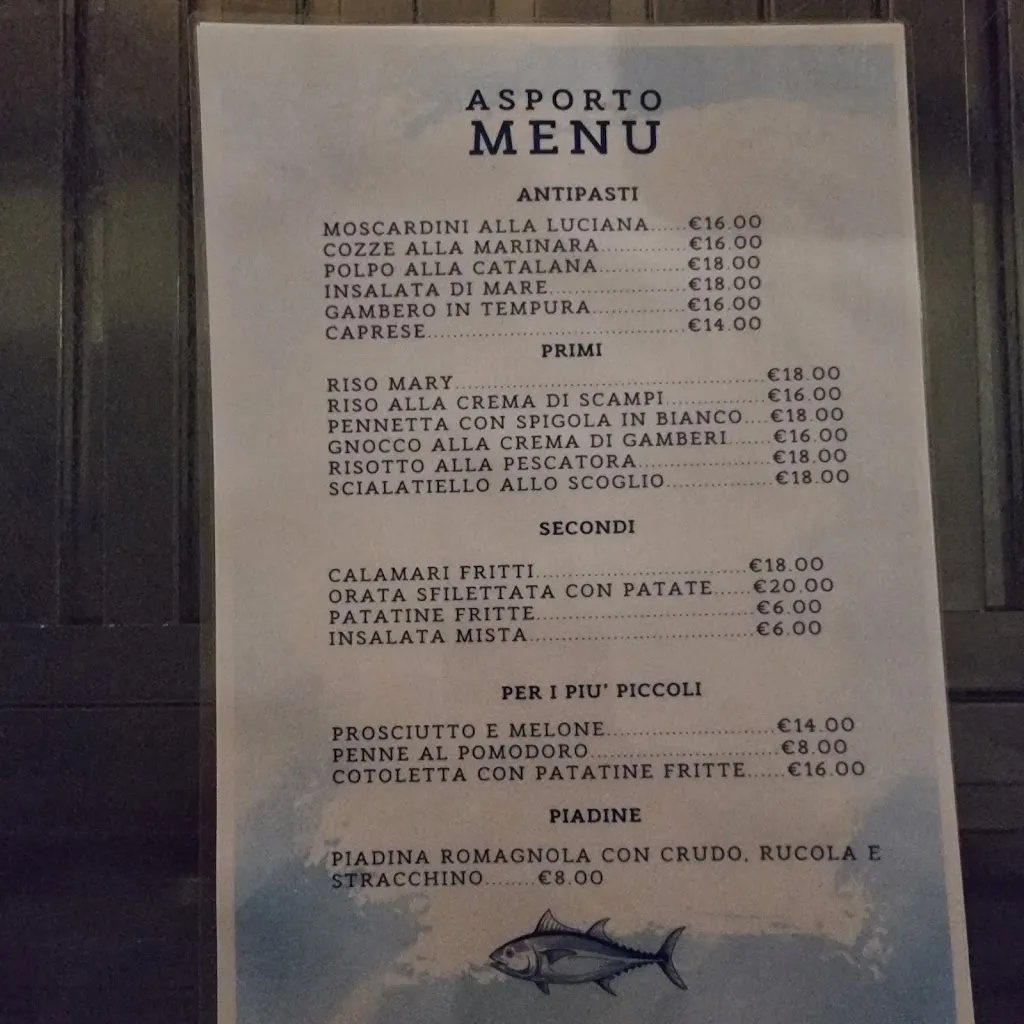 ASPORTO
MENU
ANTIPASTI
MOSCARDINI ALLA LUCIANA......€16.00
COZZE ALLA MARINARA..............€16.00
POLPO ALLA CATALANA..............€18.00
INSALATA DI MARE......................€18.00
GAMBERO IN TEMPURA...............€16.00
CAPRESE.........................................€14.00
PRIMI
RISO MARY.................................................€18.00
RISO ALLA CREMA DI SCAMPI................€16.00
PENNETTA CON SPIGOLA IN BIANCO....€18.00
GNOCCO ALLA CREMA DI GAMBERI.......€16.00
RISOTTO ALLA PESCATORA.....................€18.00
SCIALATIELLO ALLO SCOGLIO.................€18.00
SECONDI
CALAMARI FRITTI..................................€18.00
ORATA SFILETTATA CON PATATE......€20.00
PATATINE FRITTE...................................€6.00
INSALATA MISTA....................................€6.00
PER I PIU' PICCOLI
PROSCIUTTO E MELONE...........................€14.00
PENNE AL POMODORO..............................€8.00
COTOLETTA CON PATATINE FRITTE......€16.00
PIADINE
PIADINA ROMAGNOLA CON CRUDO, RUCOLA E
STRACCHINO........€8.00